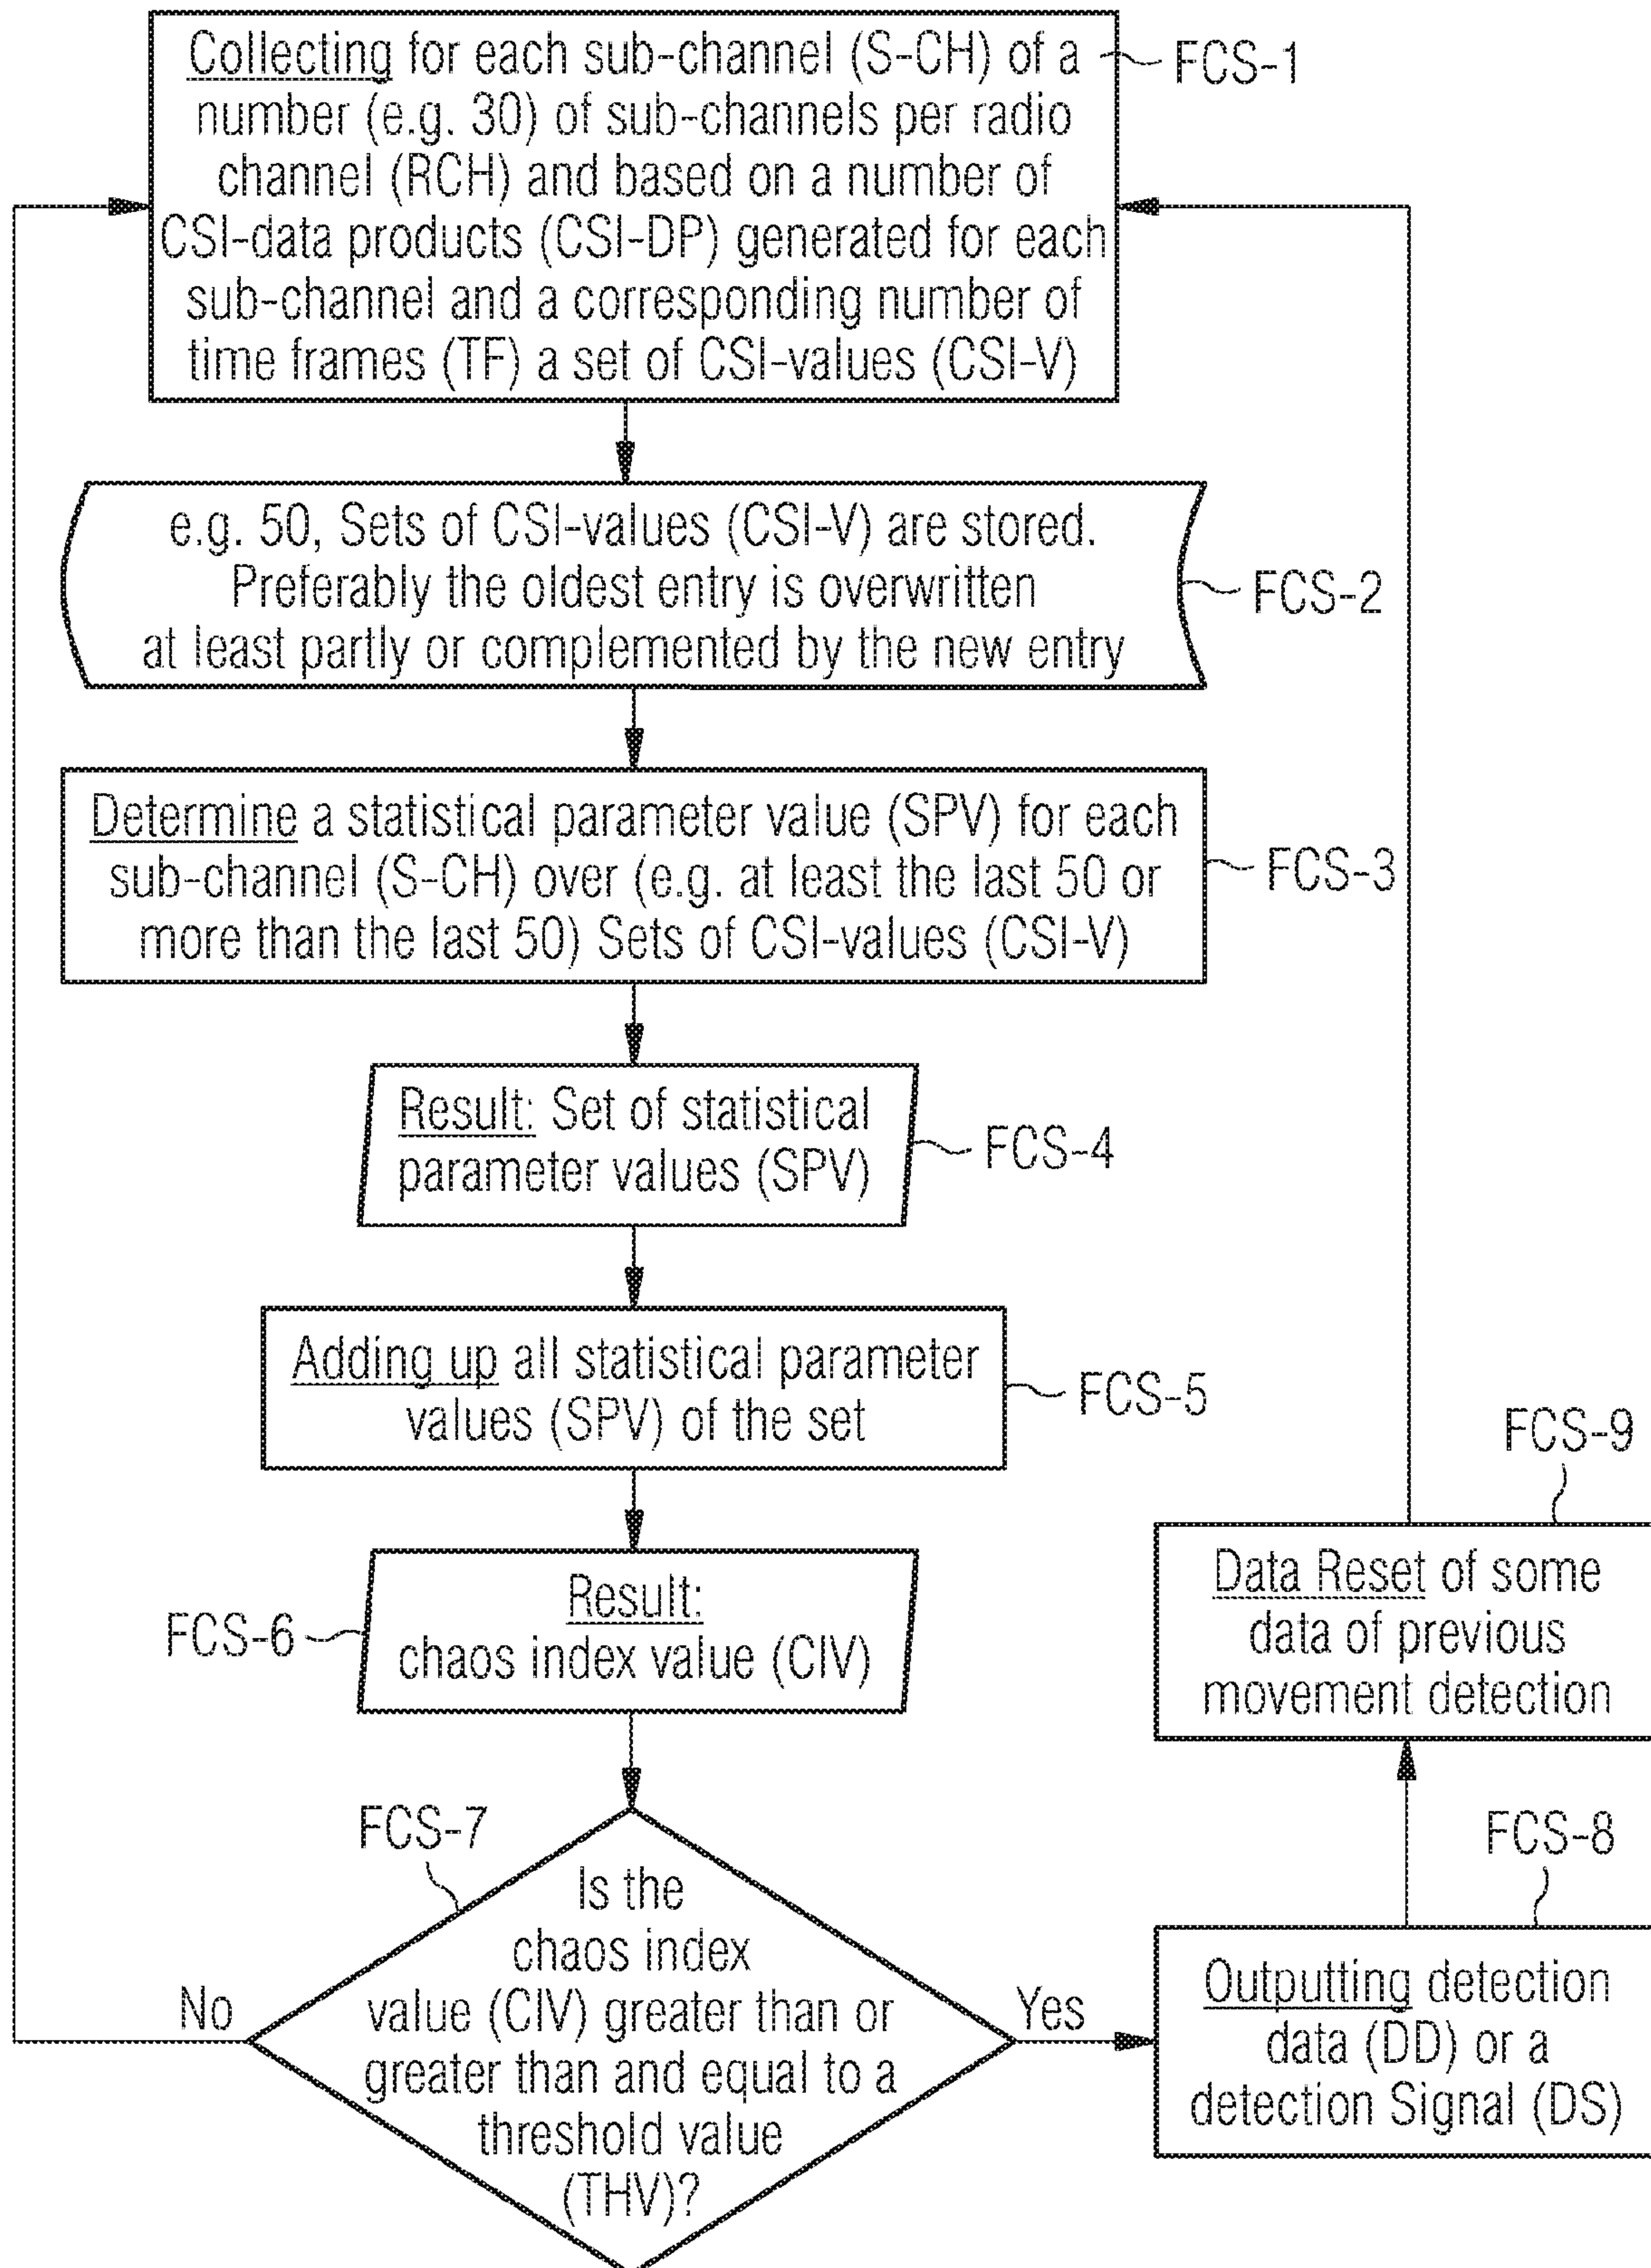 Collecting for each sub-channel (S-CH) of a
number (e.g. 30) of sub-channels per radio
channel (RCH) and based on a number of
CSI-data products (CSI-DP) generated for each
sub-channel and a corresponding number of
time frames (TF) a set of CSI-values (CSI-V)
FCS-1
e.g. 50, Sets of CSI-values (CSI-V) are stored.
Preferably the oldest entry is overwritten
at least partly or complemented by the new entry
FCS-2
Determine a statistical parameter value (SPV) for each
sub-channel (S-CH) over (e.g. at least the last 50 or
more than the last 50) Sets of CSI-values (CSI-V)
FCS-3
Result: Set of statistical
parameter values (SPV)
FCS-4
Adding up all statistical parameter
values (SPV) of the set
FCS-5
Result:
chaos index value (CIV)
FCS-6
FCS-7
Is the
chaos index
value (CIV) greater than or
greater than and equal to a
threshold value
(THV)?
No
Yes
FCS-8
Outputting detection
data (DD) or a
detection Signal (DS)
FCS-9
Data Reset of some
data of previous
movement detection